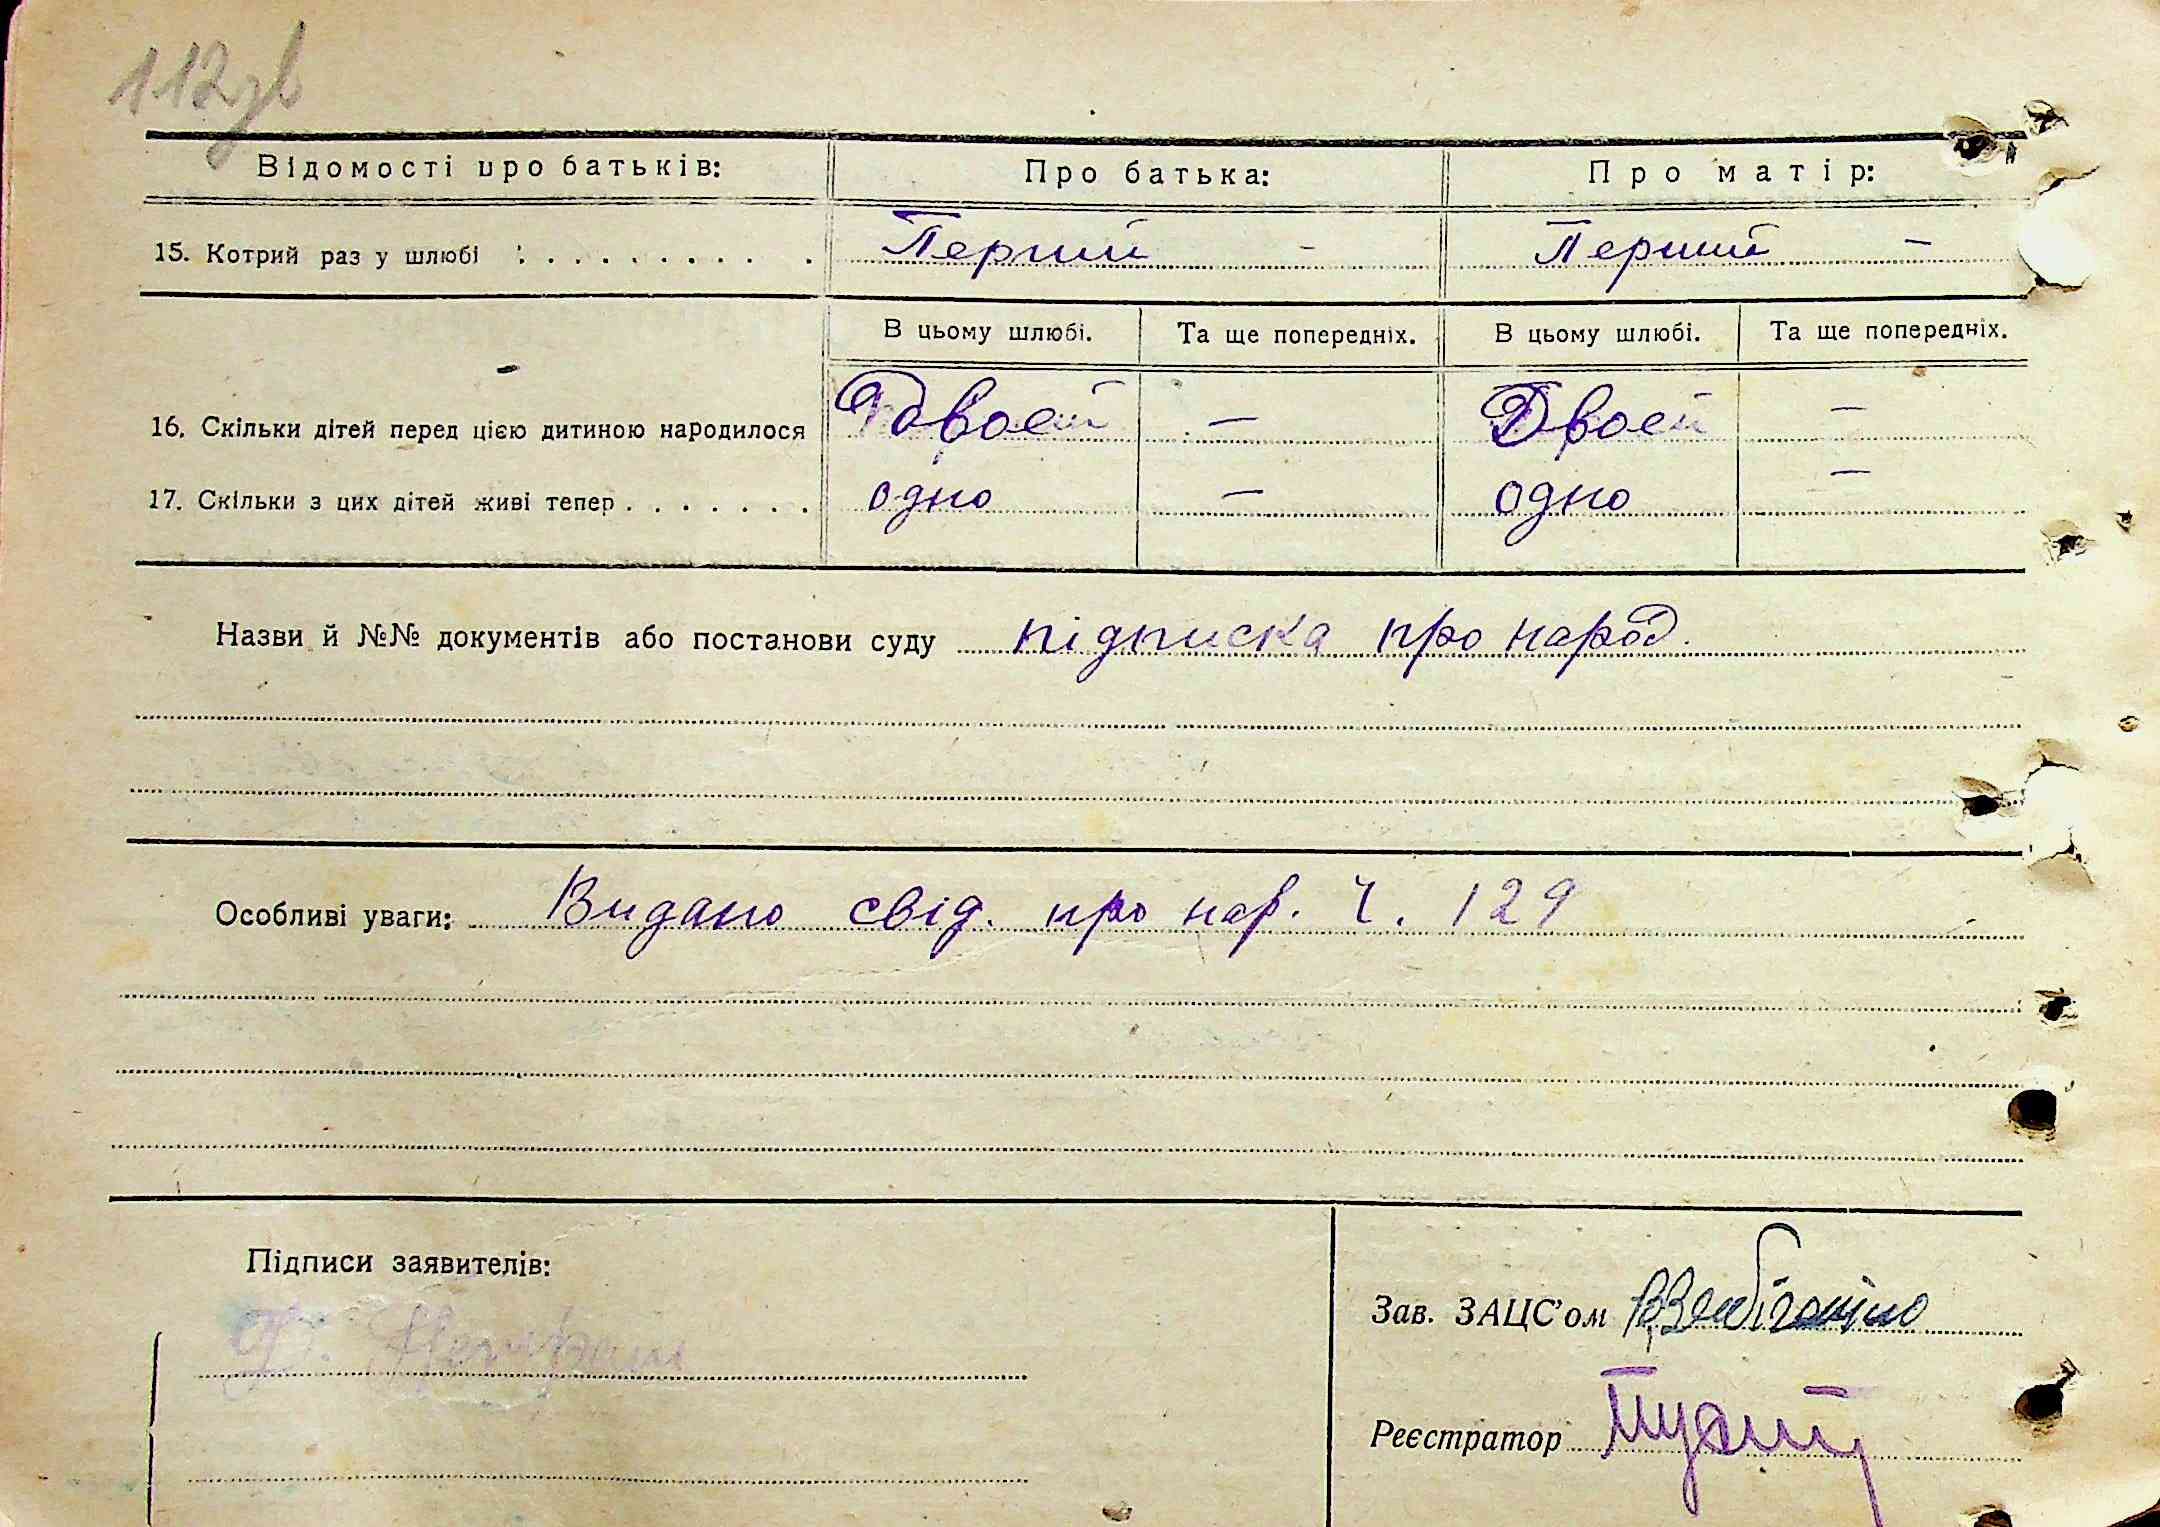 112зв
Відомості про батьків: Про батька: Про матір:
15. Котрий раз у шлюбі : . . . . . . . . . Перший - Перший -
В цьому шлюбі. Та ще попередніх. В цьому шлюбі. Та ще попередніх.
16. Скільки дітей перед цією дитиною народилося Двоей — Двоей —
17. Скільки з цих дітей живі тепер . . . . . . . одно — одно —
Назви й №№ документів або постанови суду підписка про народ.
Особливі уваги: Видано свід. про нар. Ч. 129
Підписи заявителів:
Зав. ЗАЦС'ом
Реєстратор